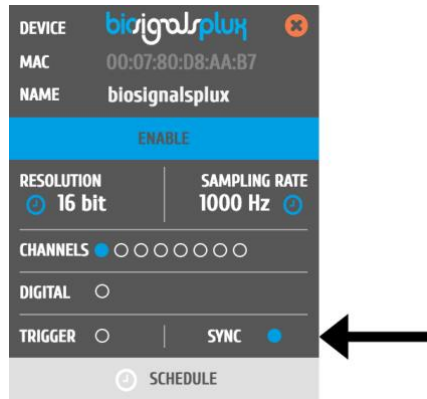 DEVICE biosignalsplux
MAC 00:07:80:D8:AA:B7
NAME biosignalsplux
ENABLE
RESOLUTION SAMPLING RATE
16 bit 1000 Hz
CHANNELS
DIGITAL
TRIGGER SYNC
SCHEDULE